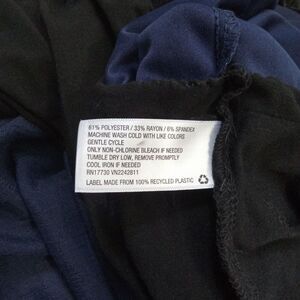 61% POLYESTER / 33% RAYON / 6% SPANDEX
MACHINE WASH COLD WITH LIKE COLORS
GENTLE CYCLE
ONLY NON-CHLORINE BLEACH IF NEEDED
TUMBLE DRY LOW, REMOVE PROMPTLY
COOL IRON IF NEEDED
RN17730 VN2242811
LABEL MADE FROM 100% RECYCLED PLASTIC